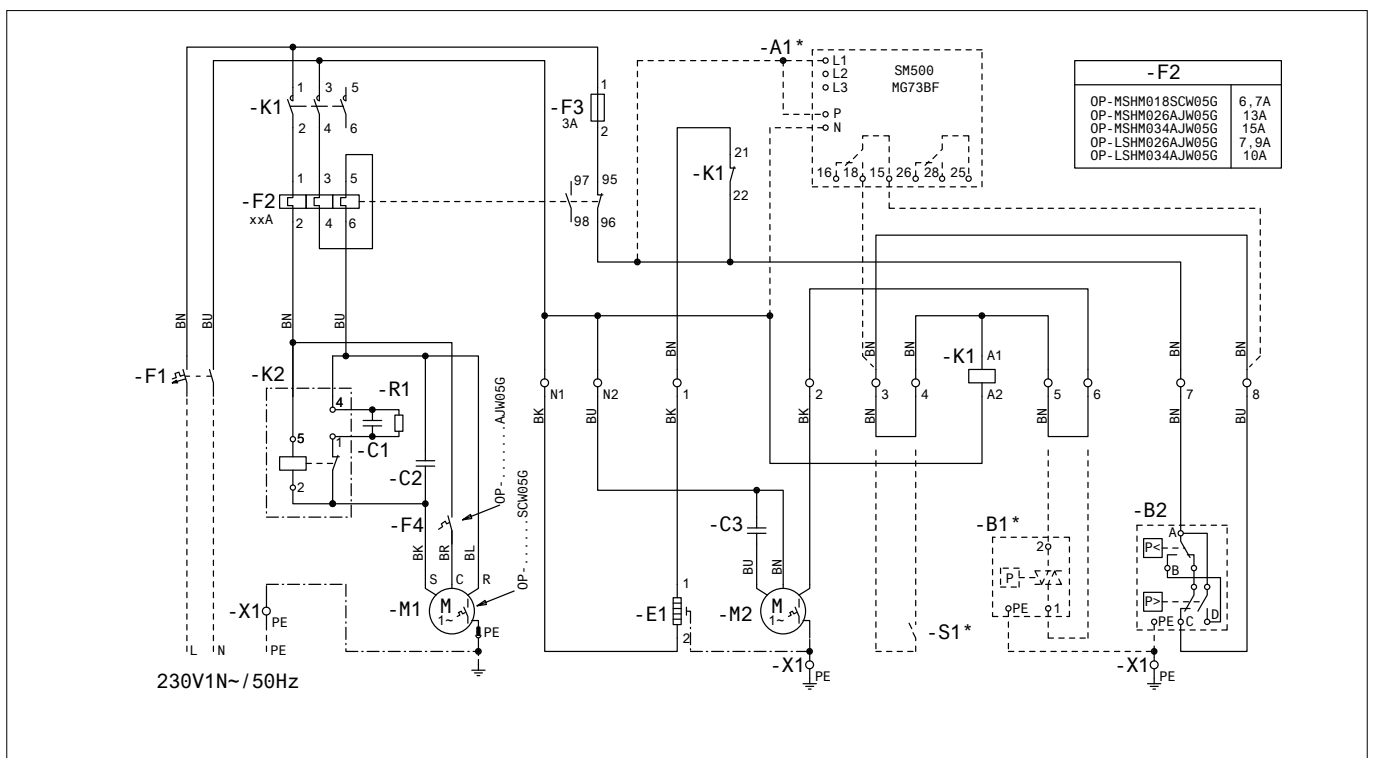 -A1*
L1
L2
L3
P
N
SM500
MG73BF
16 18 15 26 28 25
-F2
OP-MSHM018SCW05G 6,7A
OP-MSHM026AJW05G 13A
OP-MSHM034AJW05G 15A
OP-LSHM026AJW05G 7,9A
OP-LSHM034AJW05G 10A
-K1
1 3 5
2 4 6
-F3
3A
1
2
-K1
21
22
-F2
xxA
1 3 5
2 4 6
97 95
98 96
BN BU BN BU BN BN BN BN BN BN BN
-F1
-K2
4
5
1
2
-R1
-C1
-C2
-F4
OP-.......AJW05G
OP-......SCW05G
BK BR BL
S C R
-M1
M
1~
PE
-X1
PE
L N PE
230V1N~/50Hz
N1 N2 1 2 3 4 5 6 7 8
-K1
A1
A2
BK BU BK BK BN BN BN BU
-C3
BU BN
-E1
1
2
-M2
M
1~
-X1
PE
-S1*
-B1*
2
P
PE 1
-B2
A
P<
B
P>
PE C D
-X1
PE